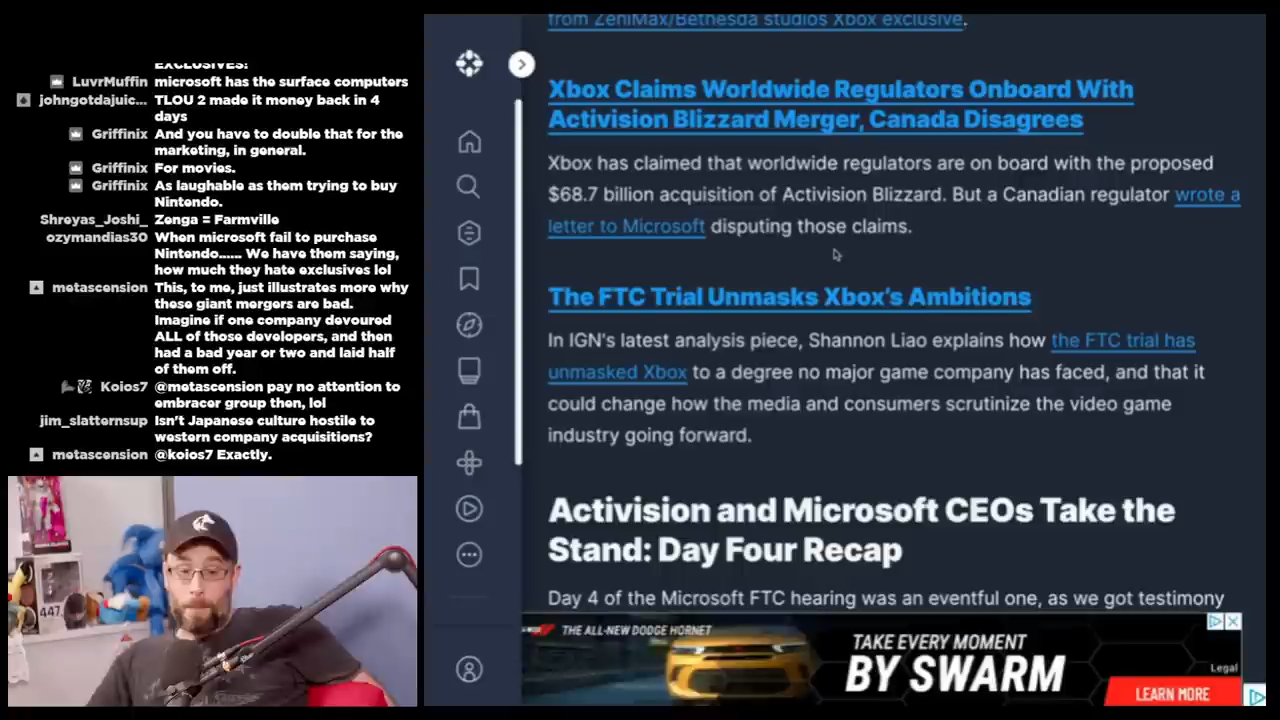 EXCLUSIVES!
LuvrMuffin microsoft has the surface computers
johngotdajuic... TLOU 2 made it money back in 4
days
Griffinix And you have to double that for the
marketing, in general.
Griffinix For movies.
Griffinix As laughable as them trying to buy
Nintendo.
Shreyas_Joshi_ Zenga = Farmville
ozymandias30 When microsoft fail to purchase
Nintendo...... We have them saying,
how much they hate exclusives lol
metascension This, to me, just illustrates more why
these giant mergers are bad.
Imagine if one company devoured
ALL of those developers, and then
had a bad year or two and laid half
of them off.
Koios7 @metascension pay no attention to
embracer group then, lol
jim_slatternsup Isn't Japanese culture hostile to
western company acquisitions?
metascension @koios7 Exactly.
447
from ZeniMax/Bethesda studios Xbox exclusive.
Xbox Claims Worldwide Regulators Onboard With
Activision Blizzard Merger, Canada Disagrees
Xbox has claimed that worldwide regulators are on board with the proposed
$68.7 billion acquisition of Activision Blizzard. But a Canadian regulator wrote a
letter to Microsoft disputing those claims.
The FTC Trial Unmasks Xbox's Ambitions
In IGN's latest analysis piece, Shannon Liao explains how the FTC trial has
unmasked Xbox to a degree no major game company has faced, and that it
could change how the media and consumers scrutinize the video game
industry going forward.
Activision and Microsoft CEOs Take the
Stand: Day Four Recap
Day 4 of the Microsoft FTC hearing was an eventful one, as we got testimony
THE ALL-NEW DODGE HORNET
TAKE EVERY MOMENT
BY SWARM
Legal
LEARN MORE